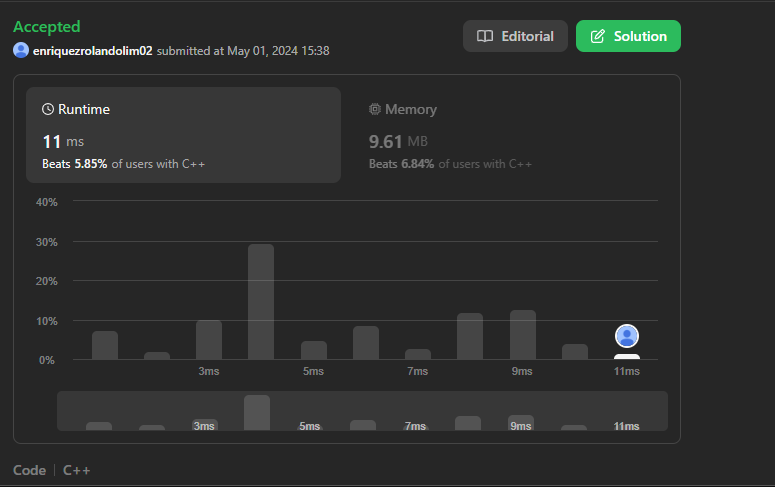 Accepted
enriquezrolandolim02 submitted at May 01, 2024 15:38
Editorial
Solution
Runtime
11 ms
Beats 5.85% of users with C++
Memory
9.61 MB
Beats 6.84% of users with C++
40%
30%
20%
10%
0%
3ms 5ms 7ms 9ms 11ms
3ms 5ms 7ms 9ms 11ms
Code | C++